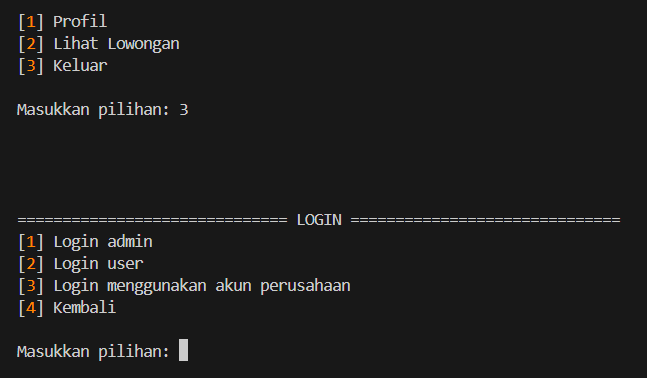 [1] Profil
[2] Lihat Lowongan
[3] Keluar
Masukkan pilihan: 3
============================== LOGIN ==============================
[1] Login admin
[2] Login user
[3] Login menggunakan akun perusahaan
[4] Kembali
Masukkan pilihan: